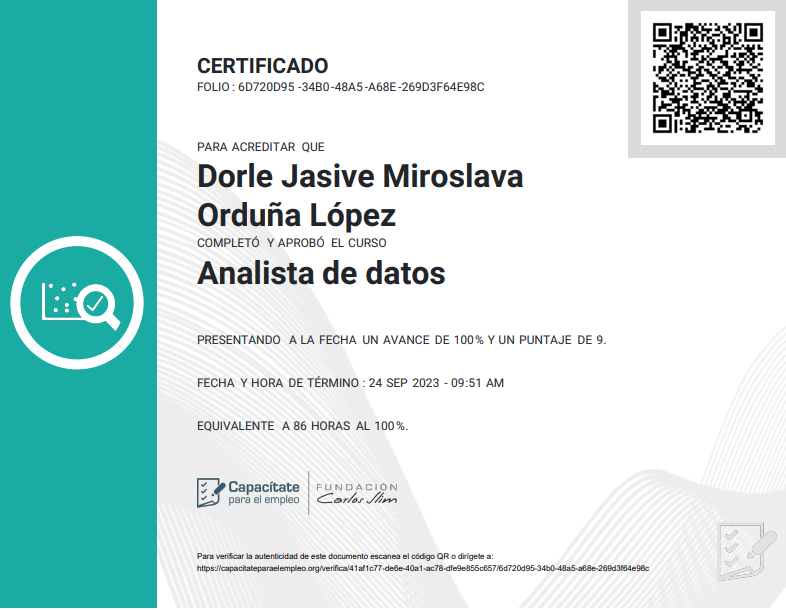 CERTIFICADO
FOLIO : 6D720D95 -34B0-48A5-A68E-269D3F64E98C
PARA ACREDITAR QUE
Dorle Jasive Miroslava
Orduña López
COMPLETÓ Y APROBÓ EL CURSO
Analista de datos
PRESENTANDO A LA FECHA UN AVANCE DE 100% Y UN PUNTAJE DE 9.
FECHA Y HORA DE TÉRMINO : 24 SEP 2023 - 09:51 AM
EQUIVALENTE A 86 HORAS AL 100%.
Capacítate
para el empleo
FUNDACIÓN
Carlos Slim
Para verificar la autenticidad de este documento escanea el código QR o dirígete a:
https://capacitateparaelempleo.org/verifica/41af1c77-de6e-40a1-ac78-dfe9e855c657/6d720d95-34b0-48a5-a68e-269d3f64e98c